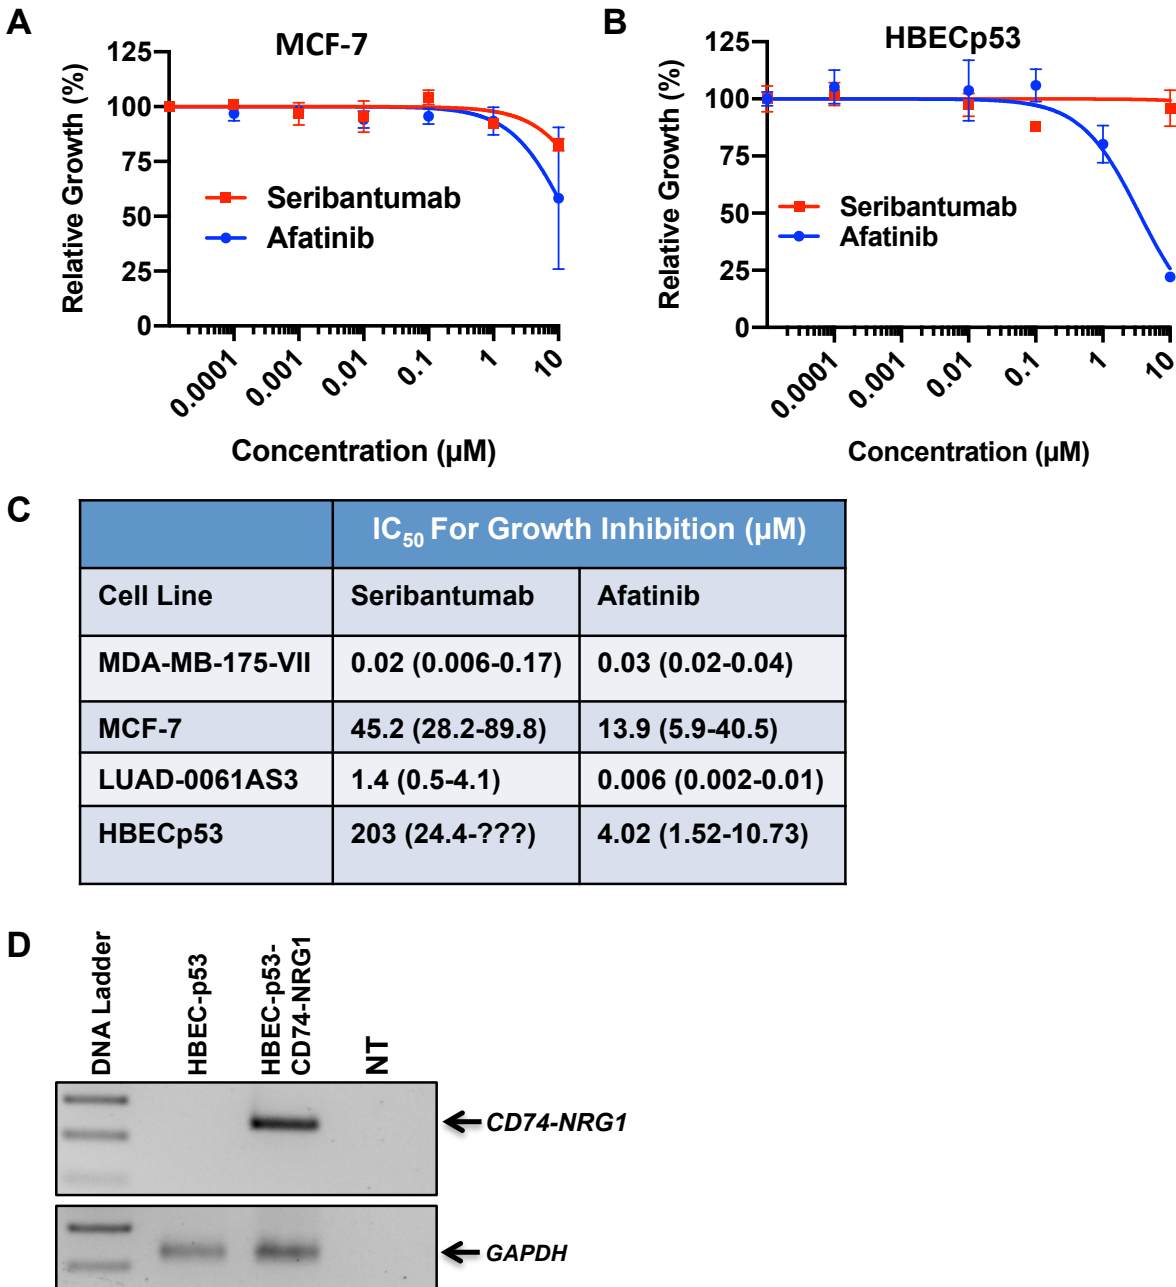 A
MCF-7
Relative Growth (%)
125
100
75
50
25
0
Seribantumab
Afatinib
0.0001
0.001
0.01
0.1
1
10
Concentration (µM)
B
HBECp53
Relative Growth (%)
125
100
75
50
25
0
Seribantumab
Afatinib
0.0001
0.001
0.01
0.1
1
10
Concentration (µM)
C
IC50 For Growth Inhibition (µM)
Cell Line Seribantumab Afatinib
MDA-MB-175-VII 0.02 (0.006-0.17) 0.03 (0.02-0.04)
MCF-7 45.2 (28.2-89.8) 13.9 (5.9-40.5)
LUAD-0061AS3 1.4 (0.5-4.1) 0.006 (0.002-0.01)
HBECp53 203 (24.4-???) 4.02 (1.52-10.73)
D
DNA Ladder
HBEC-p53
HBEC-p53-
CD74-NRG1
NT
CD74-NRG1
GAPDH